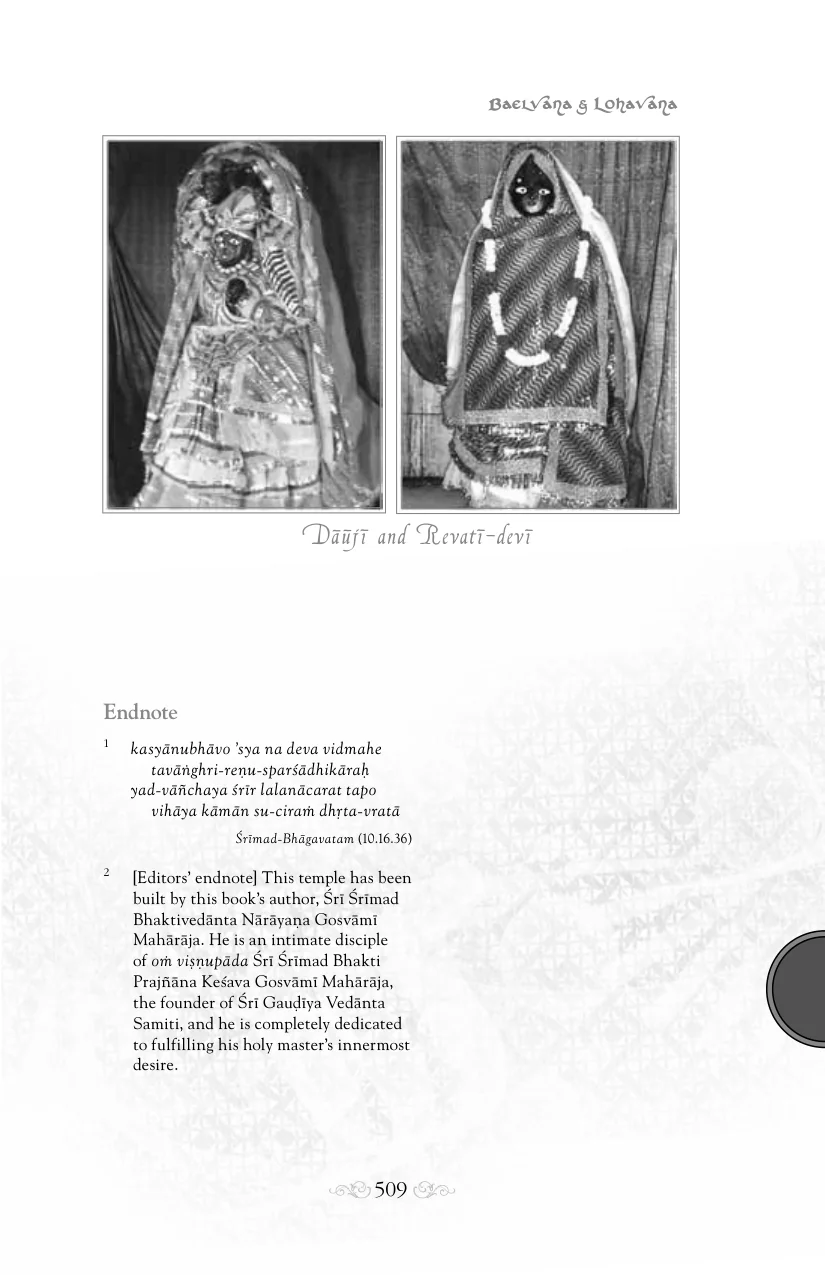 Baelvana & Lohavana
Dāūjī and Revatī-devī
Endnote
1 kasyānubhāvo ’sya na deva vidmahe
tavāṅghri-reṇu-sparśādhikāraḥ
yad-vāñchaya śrīr lalanācarat tapo
vihāya kāmān su-ciraṁ dhṛta-vratā
Śrīmad-Bhāgavatam (10.16.36)
2 [Editors’ endnote] This temple has been
built by this book’s author, Śrī Śrīmad
Bhaktivedānta Nārāyaṇa Gosvāmī
Mahārāja. He is an intimate disciple
of oṁ viṣṇupāda Śrī Śrīmad Bhakti
Prajñāna Keśava Gosvāmī Mahārāja,
the founder of Śrī Gauḍīya Vedānta
Samiti, and he is completely dedicated
to fulfilling his holy master’s innermost
desire.
509